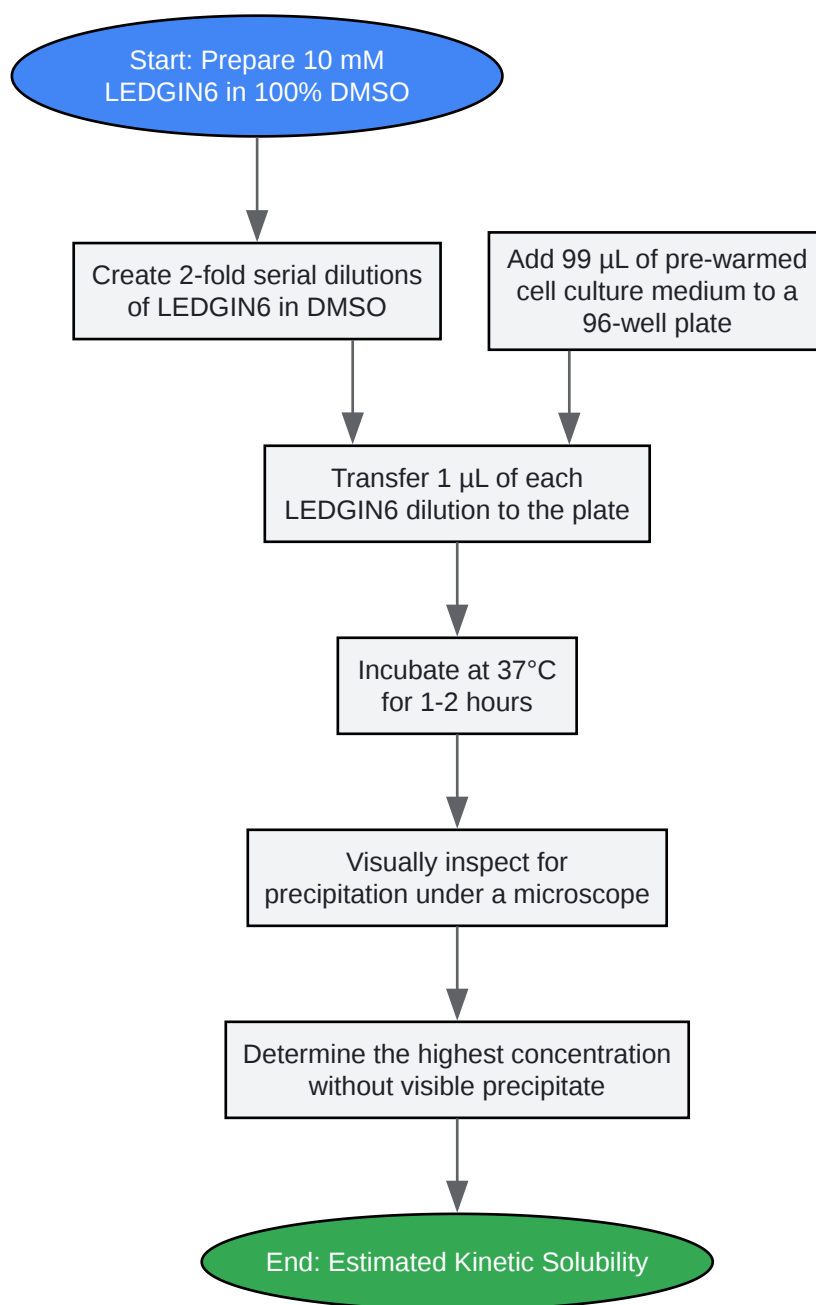 Start: Prepare 10 mM
LEDGIN6 in 100% DMSO
Create 2-fold serial dilutions
of LEDGIN6 in DMSO
Add 99 µL of pre-warmed
cell culture medium to a
96-well plate
Transfer 1 µL of each
LEDGIN6 dilution to the plate
Incubate at 37°C
for 1-2 hours
Visually inspect for
precipitation under a microscope
Determine the highest concentration
without visible precipitate
End: Estimated Kinetic Solubility